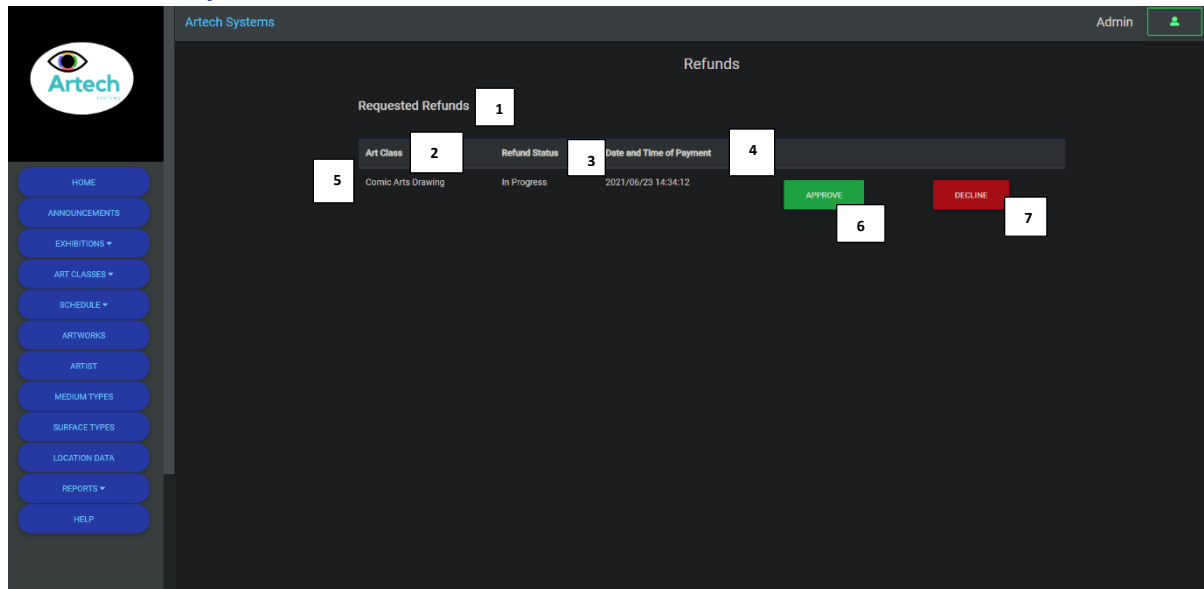 Artech Systems
Admin
Artech
systems
Refunds
Requested Refunds
1
Art Class
2
Refund Status
3
Date and Time of Payment
4
5
Comic Arts Drawing
In Progress
2021/06/23 14:34:12
APPROVE
6
DECLINE
7
HOME
ANNOUNCEMENTS
EXHIBITIONS
ART CLASSES
SCHEDULE
ARTWORKS
ARTIST
MEDIUM TYPES
SURFACE TYPES
LOCATION DATA
REPORTS
HELP